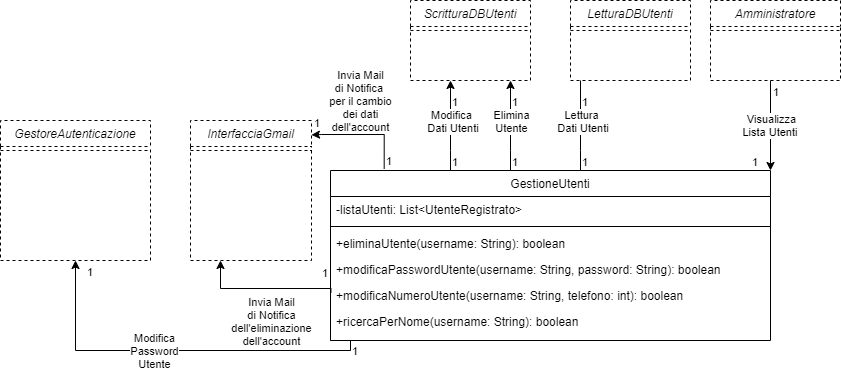 ScritturaDBUtenti
LetturaDBUtenti
Amministratore
Invia Mail
di Notifica
per il cambio
dei dati
dell'account
1
1
1
1
1
Modifica
Dati Utenti
Elimina
Utente
Lettura
Dati Utenti
Visualizza
Lista Utenti
GestoreAutenticazione
InterfacciaGmail
1
1
1
1
1
GestioneUtenti
-listaUtenti: List<UtenteRegistrato>
+eliminaUtente(username: String): boolean
+modificaPasswordUtente(username: String, password: String): boolean
+modificaNumeroUtente(username: String, telefono: int): boolean
+ricercaPerNome(username: String): boolean
1
1
Invia Mail
di Notifica
dell'eliminazione
dell'account
Modifica
Password
Utente
1